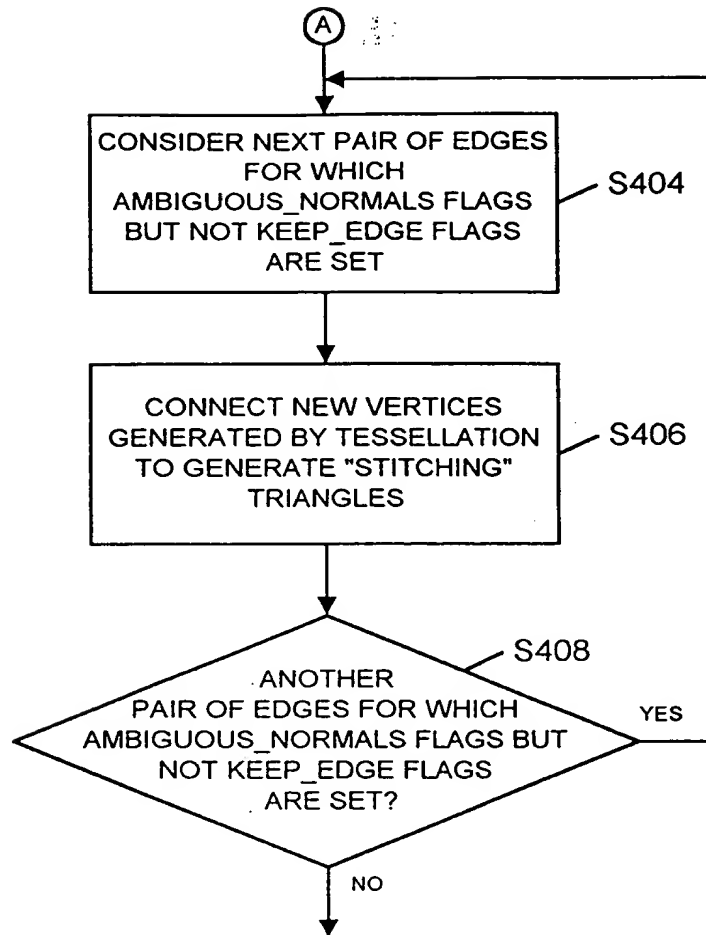 A
CONSIDER NEXT PAIR OF EDGES
FOR WHICH
AMBIGUOUS_NORMALS FLAGS
BUT NOT KEEP_EDGE FLAGS
ARE SET
S404
CONNECT NEW VERTICES
GENERATED BY TESSELLATION
TO GENERATE "STITCHING"
TRIANGLES
S406
S408
ANOTHER
PAIR OF EDGES FOR WHICH
AMBIGUOUS_NORMALS FLAGS BUT
NOT KEEP_EDGE FLAGS
ARE SET?
YES
NO